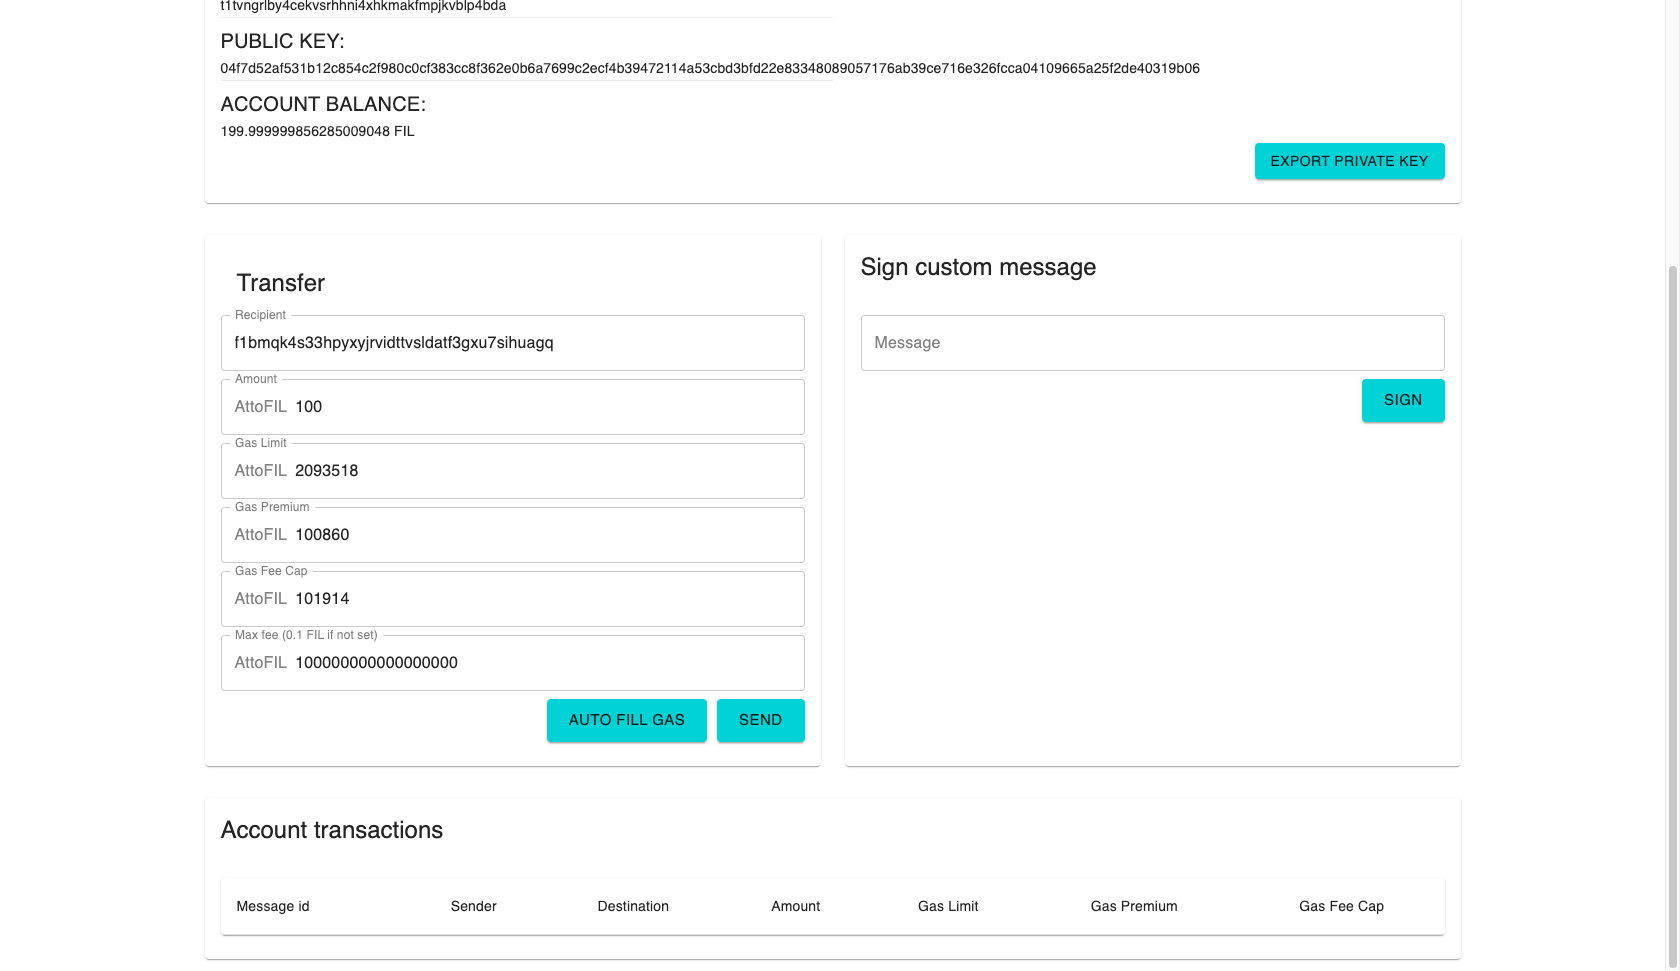 t1tvngrlby4cekvsrhhni4xhkmakfmpjkvblp4bda
PUBLIC KEY:
04f7d52af531b12c854c2f980c0cf383cc8f362e0b6a7699c2ecf4b39472114a53cbd3bfd22e83348089057176ab39ce716e326fcca04109665a25f2de40319b06
ACCOUNT BALANCE:
199.999999856285009048 FIL
EXPORT PRIVATE KEY
Transfer
Recipient
f1bmqk4s33hpyxyjrvidttvsldatf3gxu7sihuagq
Amount
AttoFIL 100
Gas Limit
AttoFIL 2093518
Gas Premium
AttoFIL 100860
Gas Fee Cap
AttoFIL 101914
Max fee (0.1 FIL if not set)
AttoFIL 100000000000000000
AUTO FILL GAS
SEND
Sign custom message
Message
SIGN
Account transactions
Message id Sender Destination Amount Gas Limit Gas Premium Gas Fee Cap